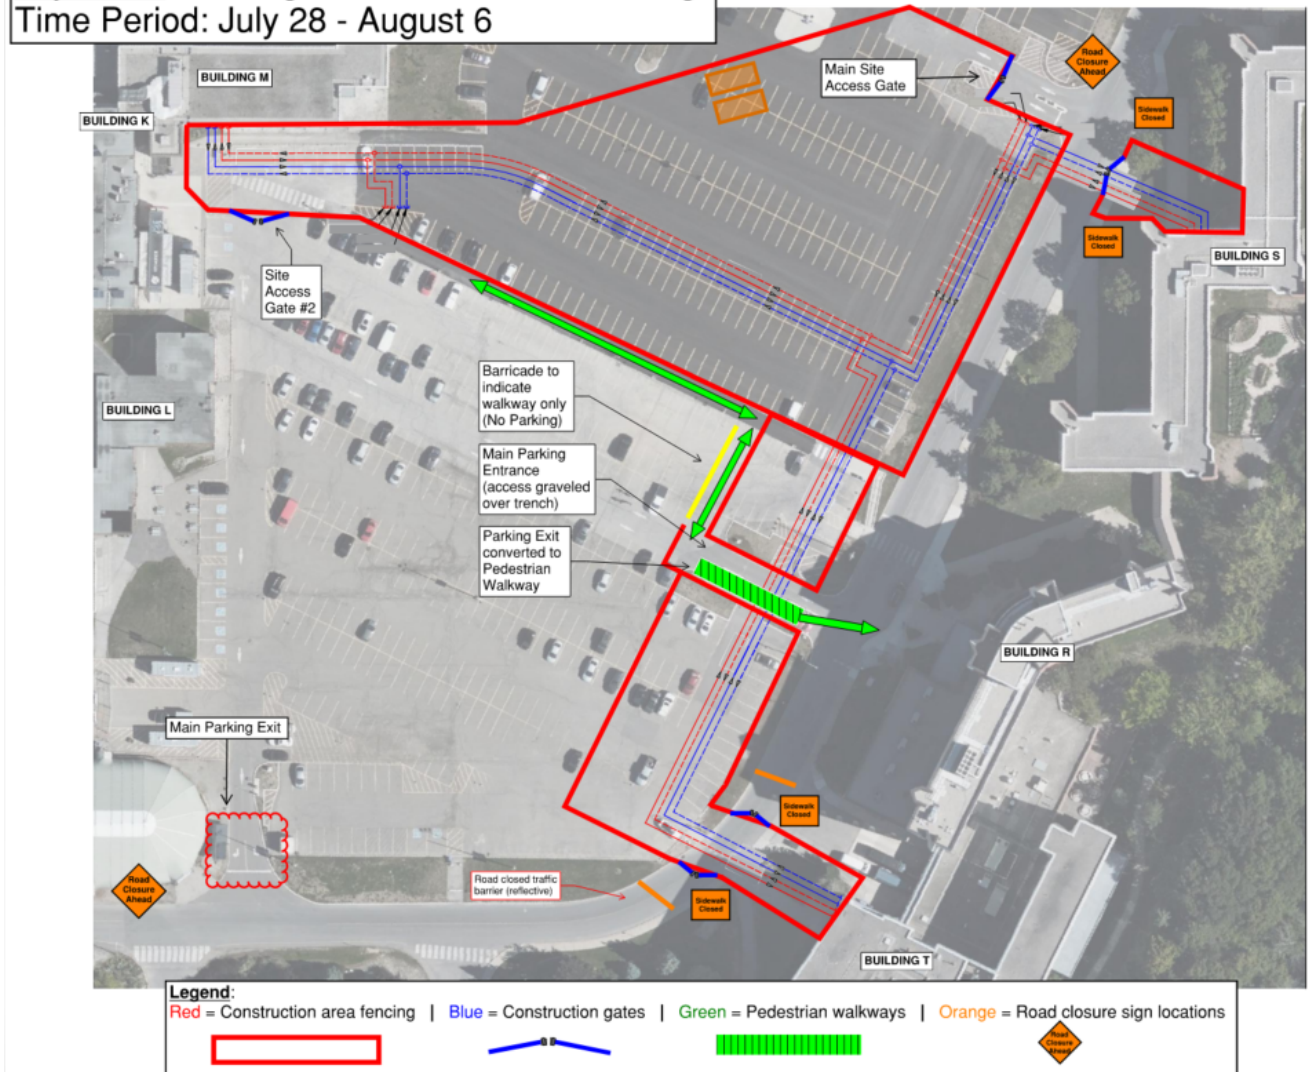 Time Period: July 28 - August 6
BUILDING M
BUILDING K
Main Site
Access Gate
Road
Closure
Ahead
Sidewalk
Closed
Sidewalk
Closed
BUILDING S
Site
Access
Gate #2
Barricade to
indicate
walkway only
(No Parking)
BUILDING L
Main Parking
Entrance
(access graveled
over trench)
Parking Exit
converted to
Pedestrian
Walkway
BUILDING R
Main Parking Exit
Sidewalk
Closed
Road
Closure
Ahead
Road closed traffic
barrier (reflective)
Sidewalk
Closed
BUILDING T
Legend:
Red = Construction area fencing | Blue = Construction gates | Green = Pedestrian walkways | Orange = Road closure sign locations
Road
Closure
Ahead